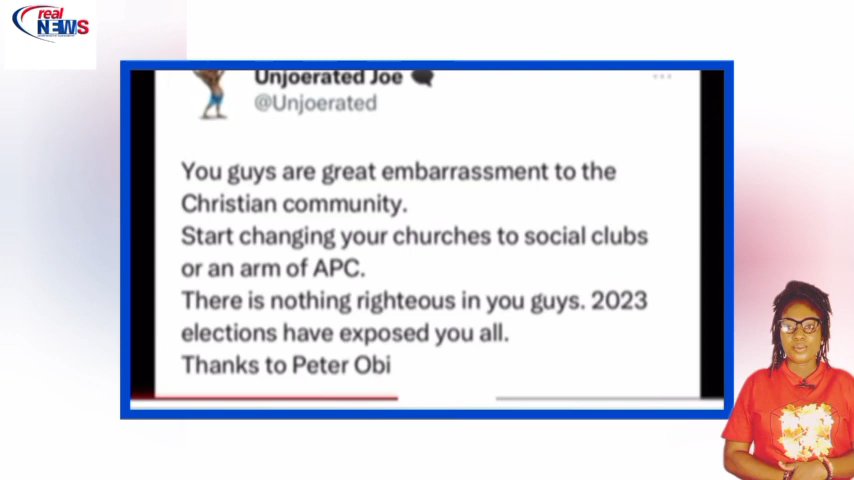 real
NEWS
Unjoerated Joe
@Unjoerated
You guys are great embarrassment to the
Christian community.
Start changing your churches to social clubs
or an arm of APC.
There is nothing righteous in you guys. 2023
elections have exposed you all.
Thanks to Peter Obi